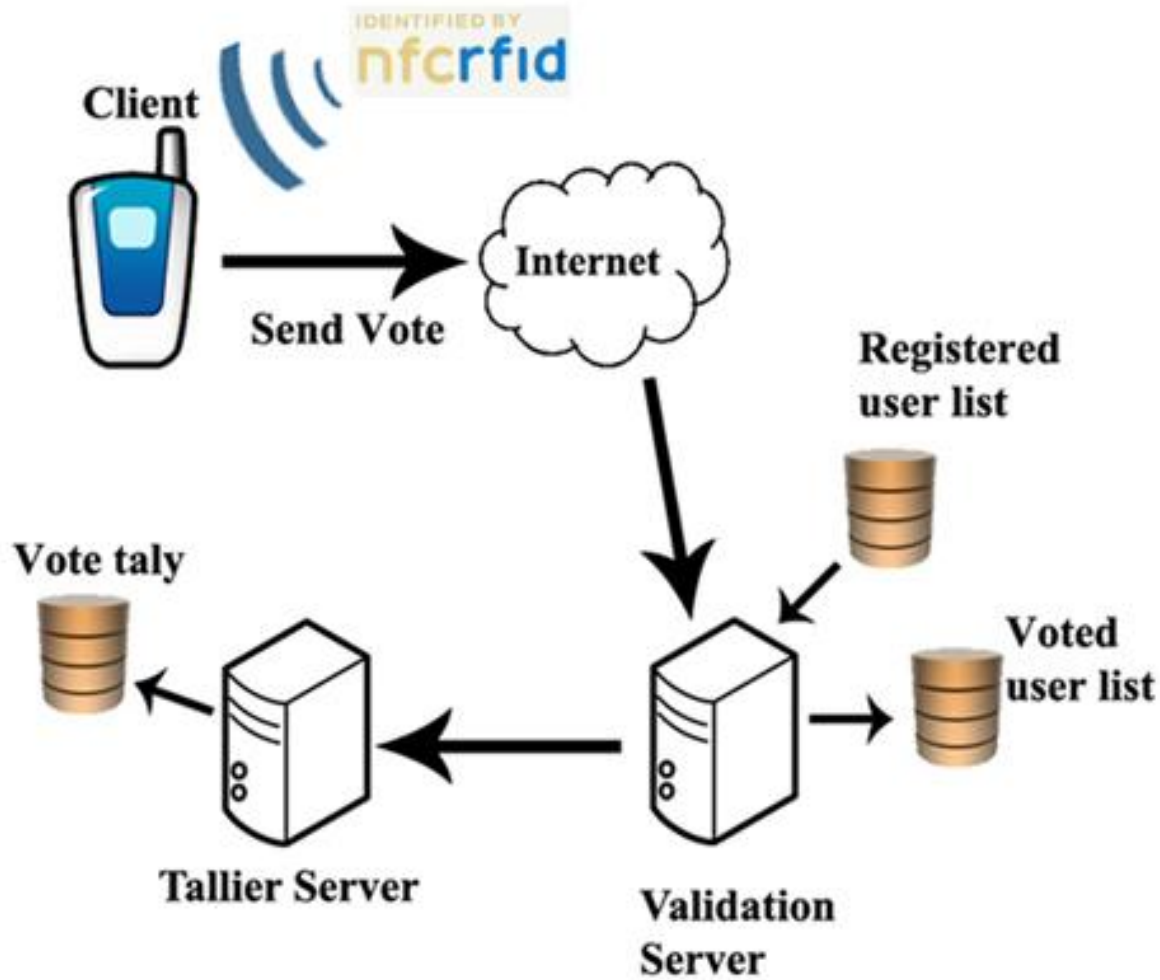 IDENTIFIED BY
nfcrfid
Client
Internet
Send Vote
Registered
user list
Vote taly
Voted
user list
Tallier Server
Validation
Server